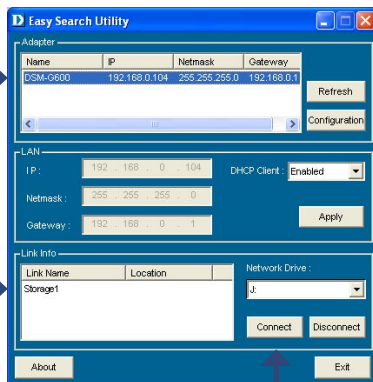 D Easy Search Utility
Adapter
Name IP Netmask Gateway
DSM-G600 192.168.0.104 255.255.255.0 192.168.0.1
Refresh
Configuration
LAN
IP: 192 . 168 . 0 . 104 DHCP Client : Enabled
Netmask : 255 . 255 . 255 . 0
Gateway : 192 . 168 . 0 . 1 Apply
Link Info
Link Name Location Network Drive :
Storage1 J:
Connect Disconnect
About Exit